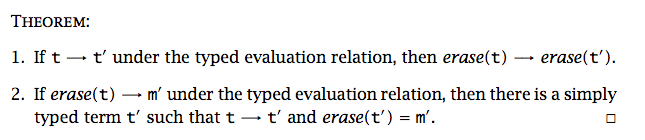 THEOREM:
1. If t ⟶ t′ under the typed evaluation relation, then erase(t) ⟶ erase(t′).
2. If erase(t) ⟶ m′ under the typed evaluation relation, then there is a simply
typed term t′ such that t ⟶ t′ and erase(t′) = m′. □